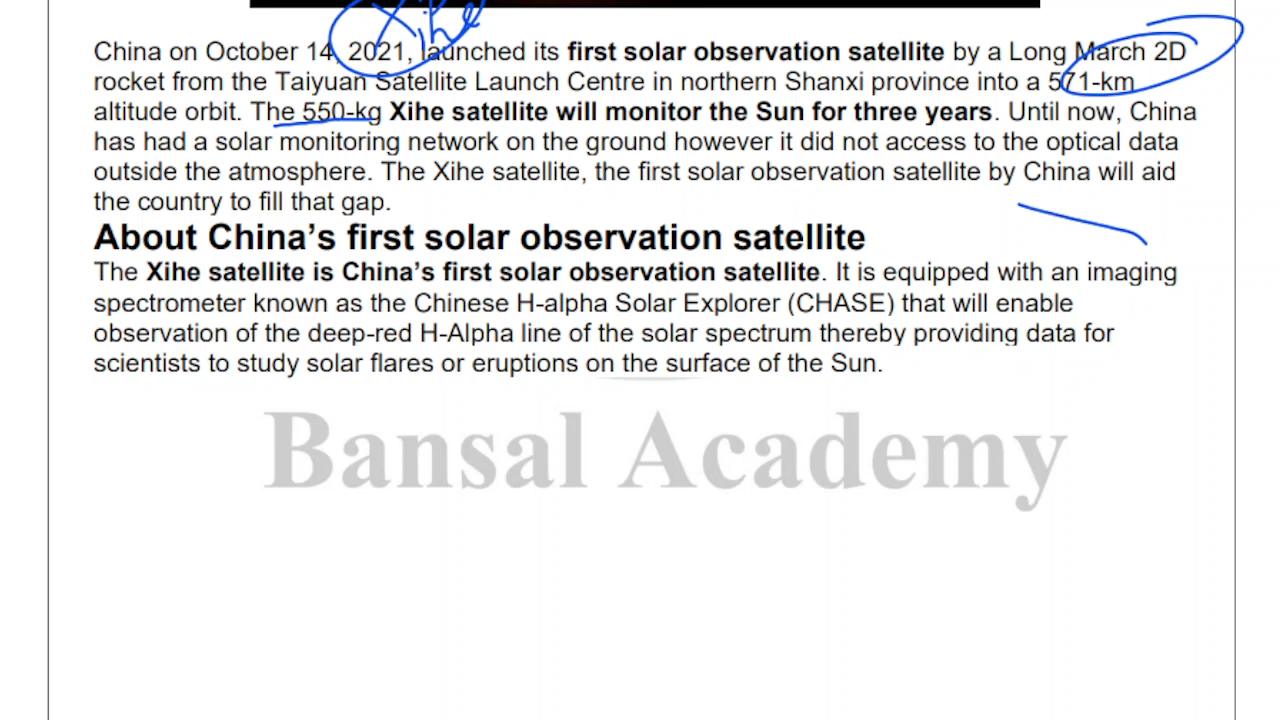 Xihe
China on October 14, 2021, launched its first solar observation satellite by a Long March 2D
rocket from the Taiyuan Satellite Launch Centre in northern Shanxi province into a 571-km
altitude orbit. The 550-kg Xihe satellite will monitor the Sun for three years. Until now, China
has had a solar monitoring network on the ground however it did not access to the optical data
outside the atmosphere. The Xihe satellite, the first solar observation satellite by China will aid
the country to fill that gap.
About China’s first solar observation satellite
The Xihe satellite is China’s first solar observation satellite. It is equipped with an imaging
spectrometer known as the Chinese H-alpha Solar Explorer (CHASE) that will enable
observation of the deep-red H-Alpha line of the solar spectrum thereby providing data for
scientists to study solar flares or eruptions on the surface of the Sun.
Bansal Academy